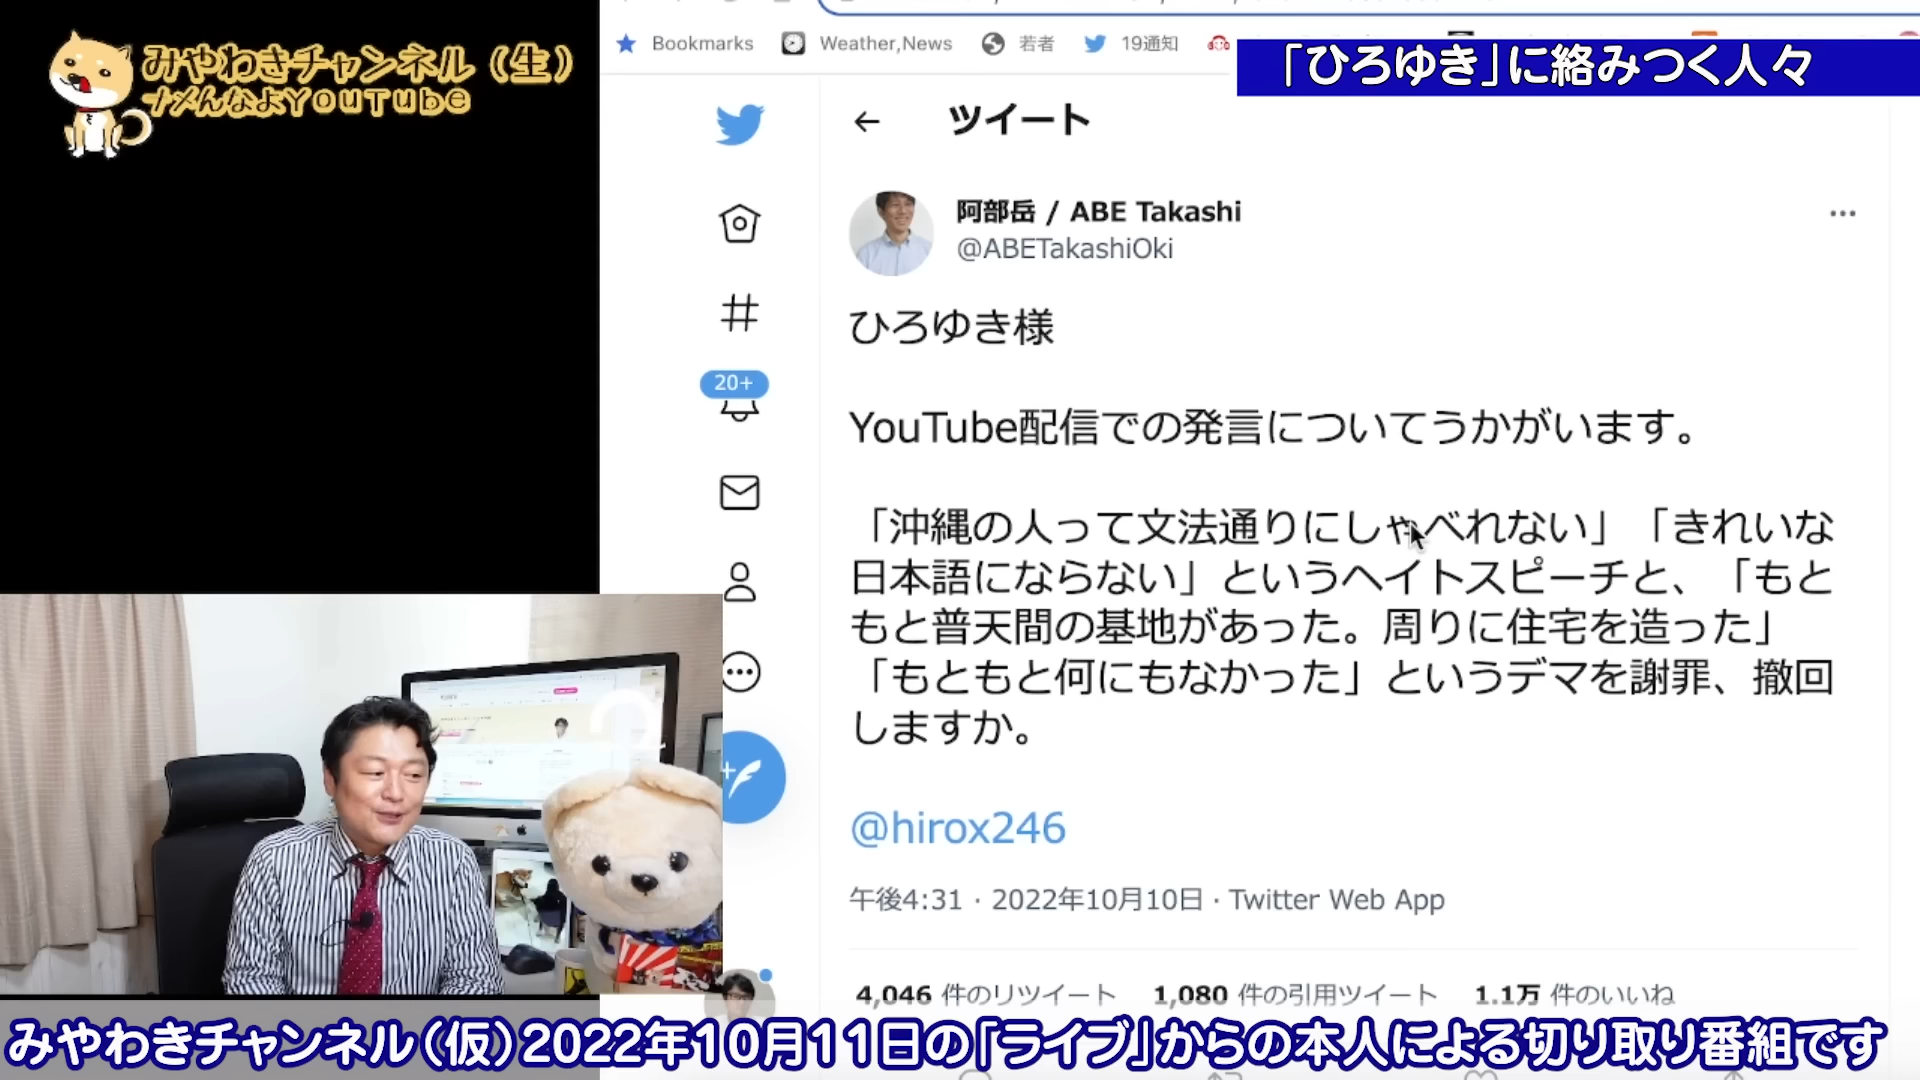 みやわきチャンネル（生）
ナメんなよYouTube
Bookmarks
Weather,News
若者
19通知
「ひろゆき」に絡みつく人々
ツイート
阿部岳 / ABE Takashi
@ABETakashiOki
ひろゆき様
20+
YouTube配信での発言についてうかがいます。
「沖縄の人って文法通りにしゃべれない」「きれいな
日本語にならない」というヘイトスピーチと、「もと
もと普天間の基地があった。周りに住宅を造った」
「もともと何にもなかった」というデマを謝罪、撤回
しますか。
@hirox246
午後4:31 · 2022年10月10日 · Twitter Web App
4,046 件のリツイート 1,080 件の引用ツイート 1.1万 件のいいね
みやわきチャンネル（仮）2022年10月11日の「ライブ」からの本人による切り取り番組です